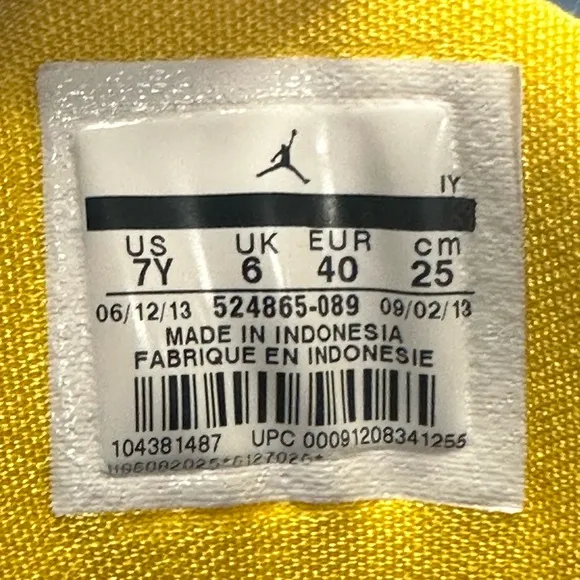 IY
US UK EUR cm
7Y 6 40 25
06/12/13 524865-089 09/02/13
MADE IN INDONESIA
FABRIQUE EN INDONESIE
104381487 UPC 00091208341255